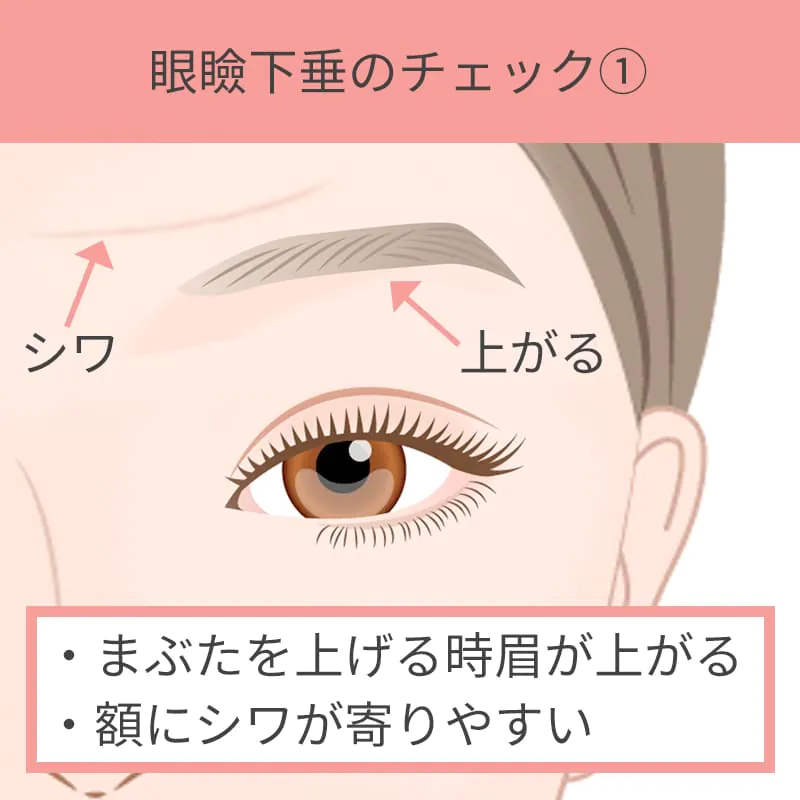 眼瞼下垂のチェック①
シワ
上がる
・まぶたを上げる時眉が上がる
・額にシワが寄りやすい